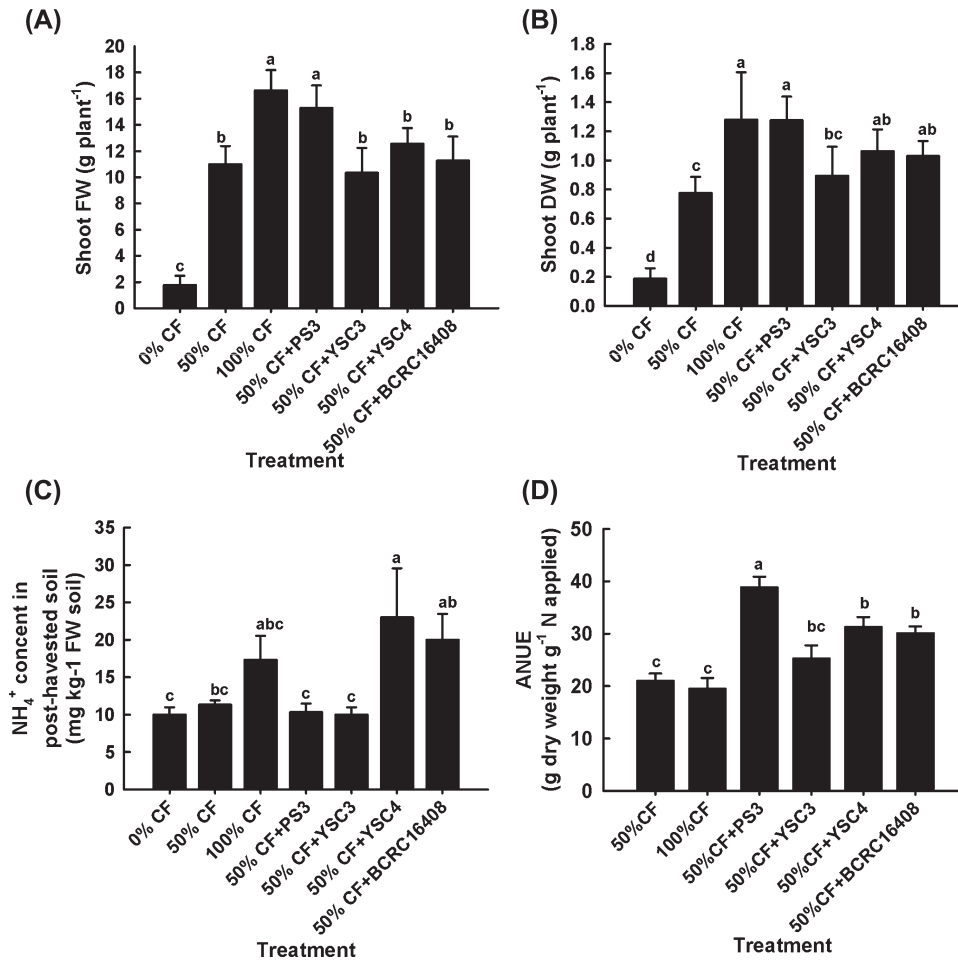 (A)
Shoot FW (g plant⁻¹)
20
18
16
14
12
10
8
6
4
2
0
c
b
a
a
b
b
b
0% CF
50% CF
100% CF
50% CF+PS3
50% CF+YSC3
50% CF+YSC4
50% CF+BCRC16408
Treatment
(B)
Shoot DW (g plant⁻¹)
1.8
1.6
1.4
1.2
1.0
0.8
0.6
0.4
0.2
0.0
d
c
a
a
bc
ab
ab
0% CF
50% CF
100% CF
50% CF+PS3
50% CF+YSC3
50% CF+YSC4
50% CF+BCRC16408
Treatment
(C)
NH₄⁺ concent in
post-havested soil
(mg kg-1 FW soil)
35
30
25
20
15
10
5
0
c
bc
abc
c
c
a
ab
0% CF
50% CF
100% CF
50% CF+PS3
50% CF+YSC3
50% CF+YSC4
50% CF+BCRC16408
Treatment
(D)
ANUE
(g dry weight g⁻¹ N applied)
50
40
30
20
10
0
c
c
a
bc
b
b
50%CF
100%CF
50%CF+PS3
50%CF+YSC3
50%CF+YSC4
50%CF+BCRC16408
Treatment